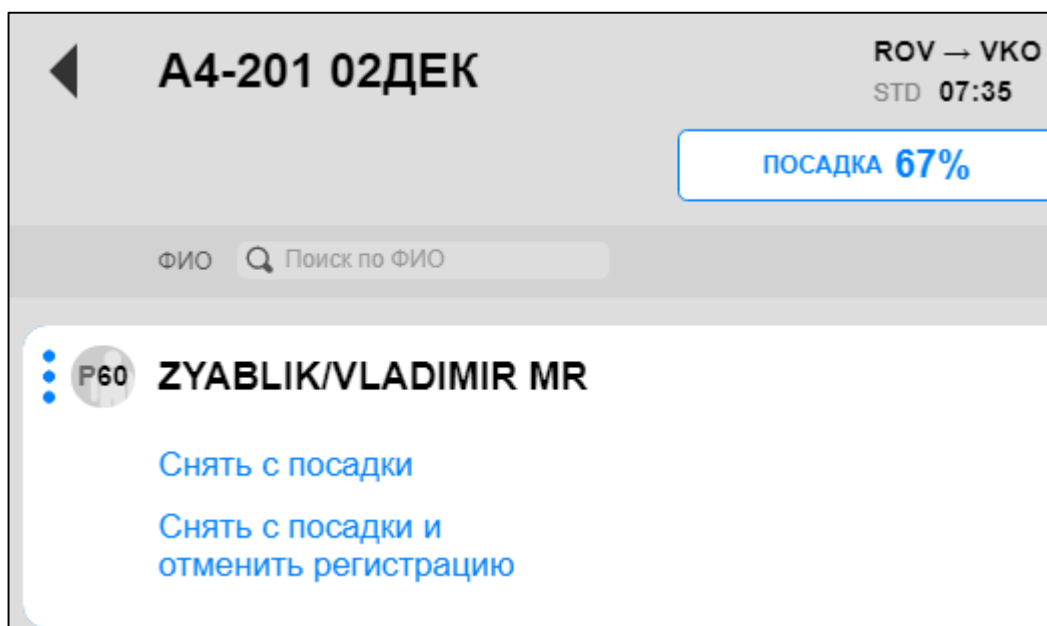 А4-201 02ДЕК
ROV → VKO
STD 07:35
ПОСАДКА 67%
ФИО
Поиск по ФИО
P60 ZYABLIK/VLADIMIR MR
Снять с посадки
Снять с посадки и
отменить регистрацию